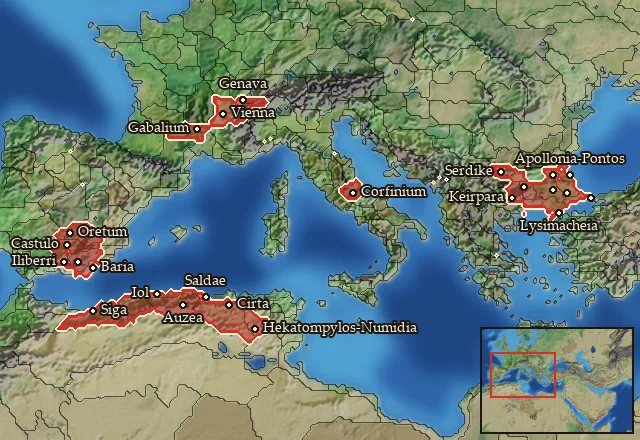 Genava
Vienna
Gabalium
Serdike
Apollonia-Pontos
Corfinium
Keirpara
Lysimacheia
Oretum
Castulo
Iliberri
Baria
Saldae
Iol
Cirta
Siga
Auzea
Hekatompylos-Numidia